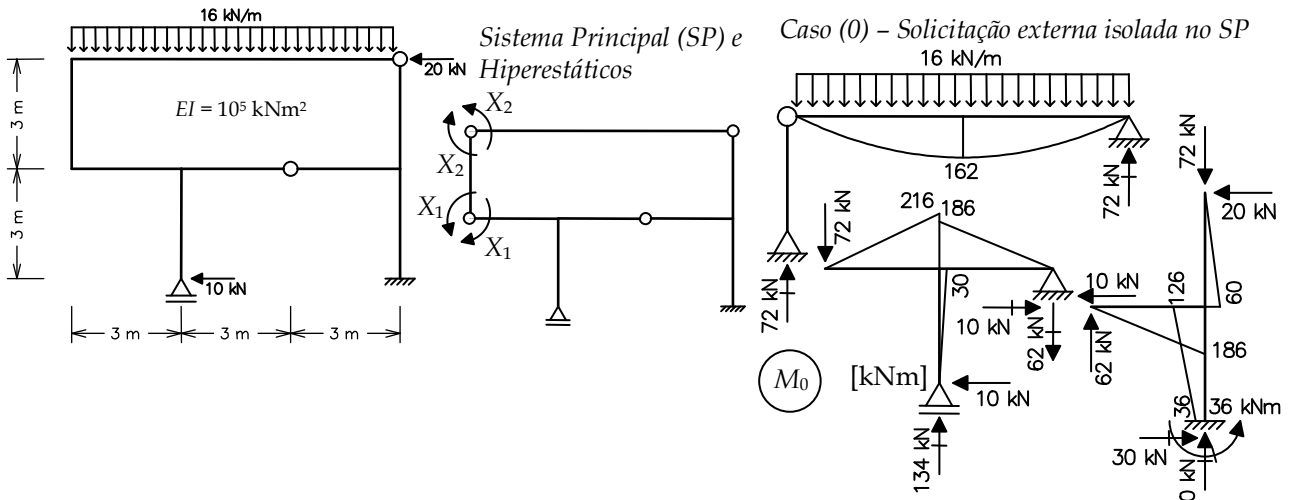 16 kN/m
20 kN
EI = 10⁵ kNm²
3 m
3 m
10 kN
3 m
3 m
3 m
Sistema Principal (SP) e
Hiperestáticos
X₂
X₂
X₁
X₁
Caso (0) – Solicitação externa isolada no SP
16 kN/m
162
72 kN
72 kN
72 kN
72 kN
216
186
30
10 kN
62 kN
10 kN
134 kN
M₀
[kNm]
72 kN
20 kN
10 kN
126
60
62 kN
186
36
36 kNm
30 kN